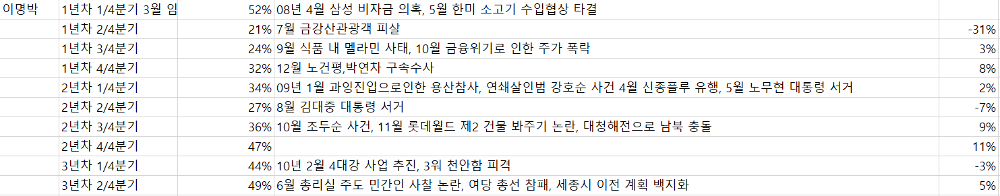 이명박 1년차 1/4분기 3월 임 52% 08년 4월 삼성 비자금 의혹, 5월 한미 소고기 수입협상 타결
1년차 2/4분기 21% 7월 금강산관광객 피살 -31%
1년차 3/4분기 24% 9월 식품 내 멜라민 사태, 10월 금융위기로 인한 주가 폭락 3%
1년차 4/4분기 32% 12월 노건평,박연차 구속수사 8%
2년차 1/4분기 34% 09년 1월 과잉진입으로인한 용산참사, 연쇄살인범 강호순 사건 4월 신종플루 유행, 5월 노무현 대통령 서거 2%
2년차 2/4분기 27% 8월 김대중 대통령 서거 -7%
2년차 3/4분기 36% 10월 조두순 사건, 11월 롯데월드 제2 건물 봐주기 논란, 대청해전으로 남북 충돌 9%
2년차 4/4분기 47% 11%
3년차 1/4분기 44% 10년 2월 4대강 사업 추진, 3워 천안함 피격 -3%
3년차 2/4분기 49% 6월 총리실 주도 민간인 사찰 논란, 여당 총선 참패, 세종시 이전 계획 백지화 5%